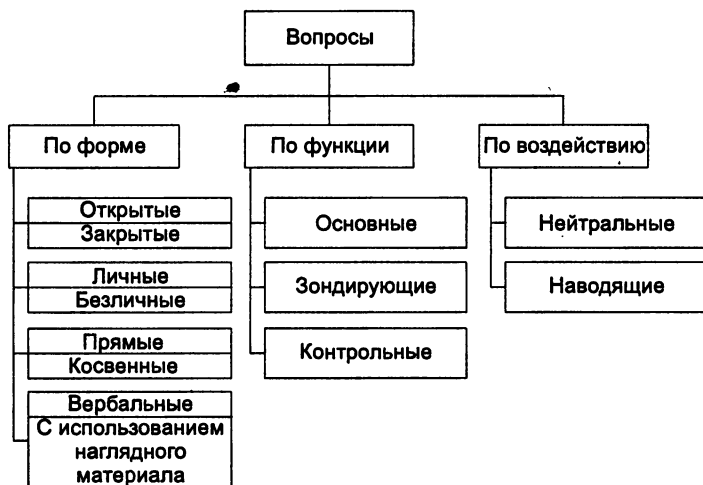 Вопросы
По форме
По функции
По воздействию
Открытые
Закрытые
Личные
Безличные
Прямые
Косвенные
Вербальные
С использованием
наглядного
материала
Основные
Зондирующие
Контрольные
Нейтральные
Наводящие